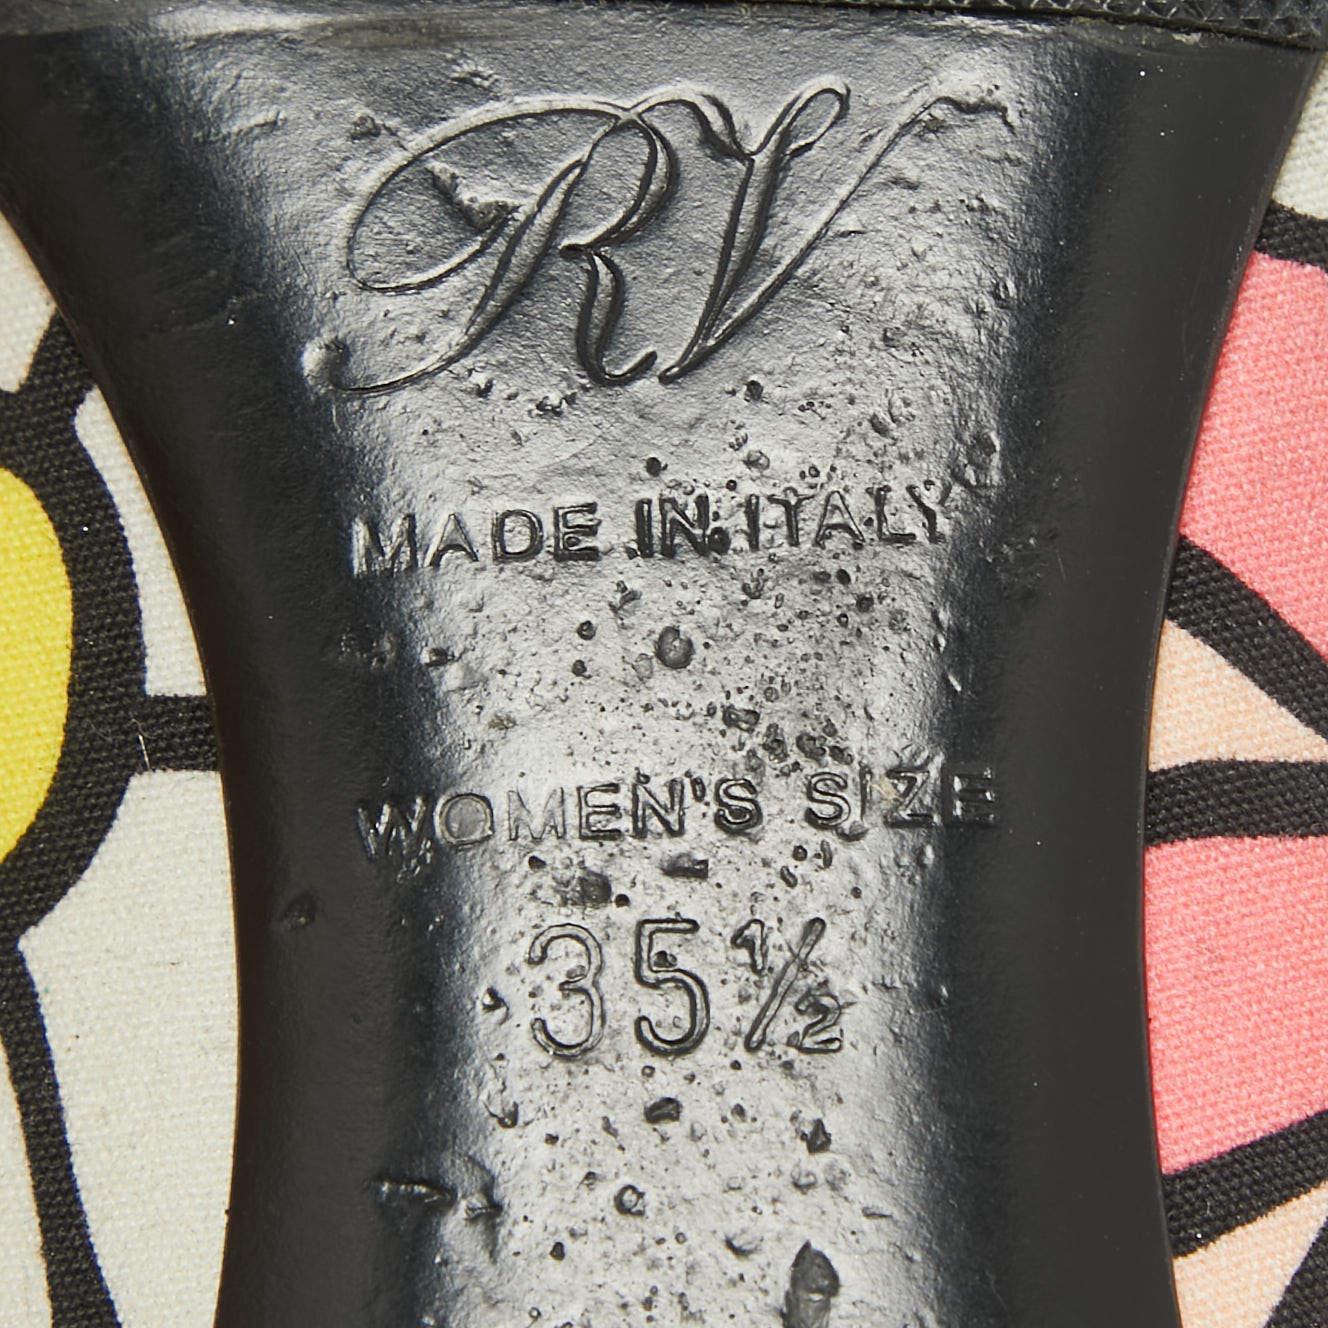 RV
MADE IN ITALY
WOMEN'S SIZE
35½